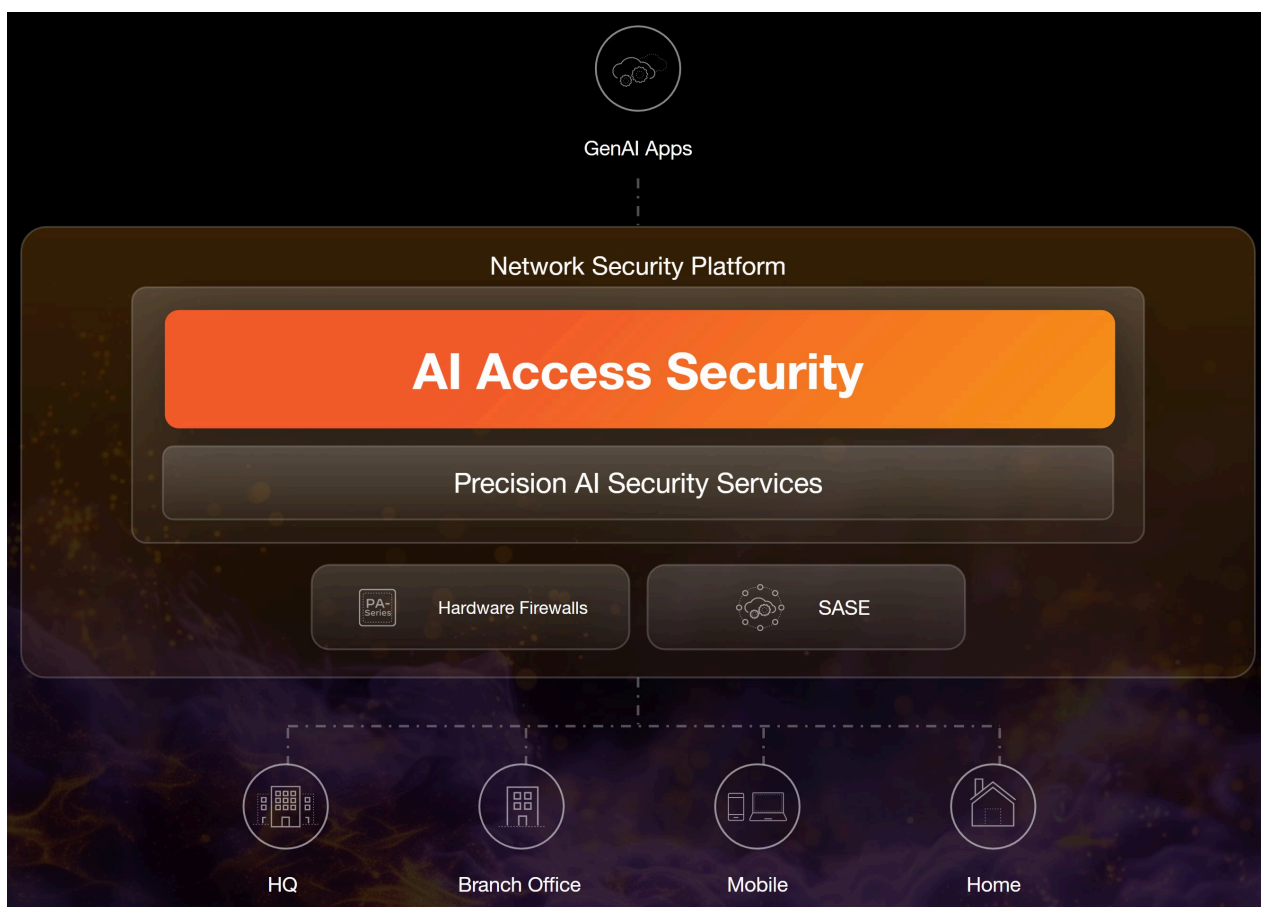 GenAI Apps
Network Security Platform
AI Access Security
Precision AI Security Services
PA-
Series
Hardware Firewalls
SASE
HQ
Branch Office
Mobile
Home